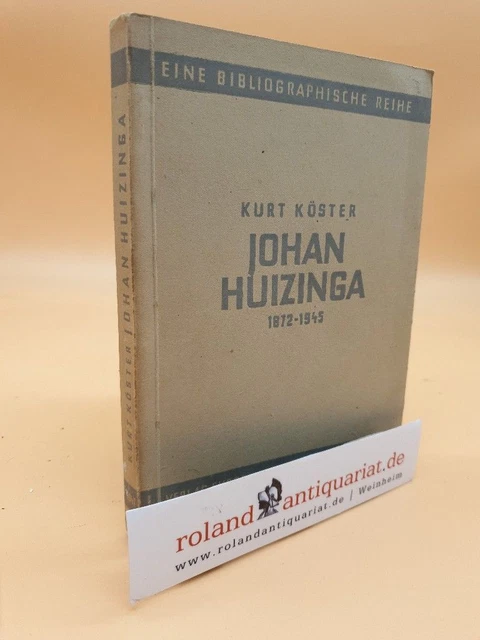 EINE BIBLIOGRAPHISCHE REIHE
KURT KÖSTER
JOHAN
HUIZINGA
1872-1945
KURT KÖSTER JOHAN HUIZINGA
roland antiquariat.de
www.rolandantiquariat.de | Weinheim